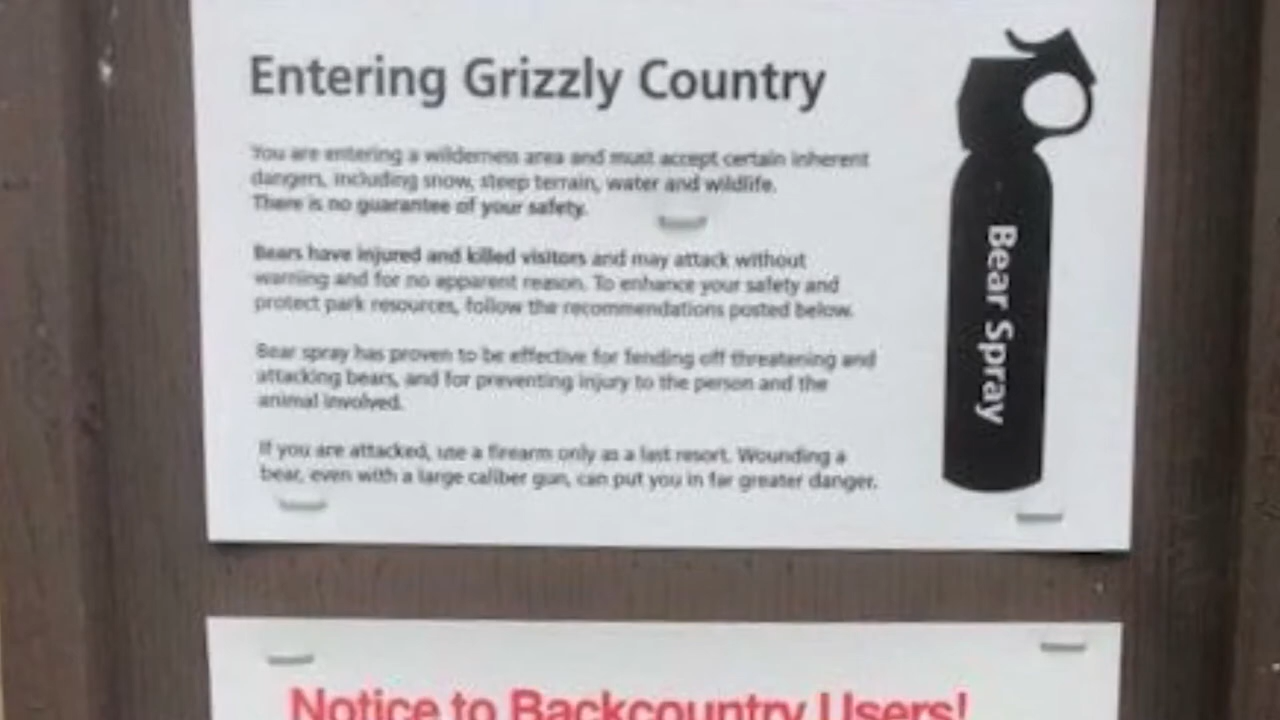 Entering Grizzly Country
You are entering a wilderness area and must accept certain inherent
dangers, including snow, steep terrain, water and wildlife.
There is no guarantee of your safety.
Bears have injured and killed visitors and may attack without
warning and for no apparent reason. To enhance your safety and
protect park resources, follow the recommendations posted below.
Bear spray has proven to be effective for fending off threatening and
attacking bears, and for preventing injury to the person and the
animal involved.
If you are attacked, use a firearm only as a last resort. Wounding a
bear, even with a large caliber gun, can put you in far greater danger.
Bear Spray
Notice to Backcountry Users!